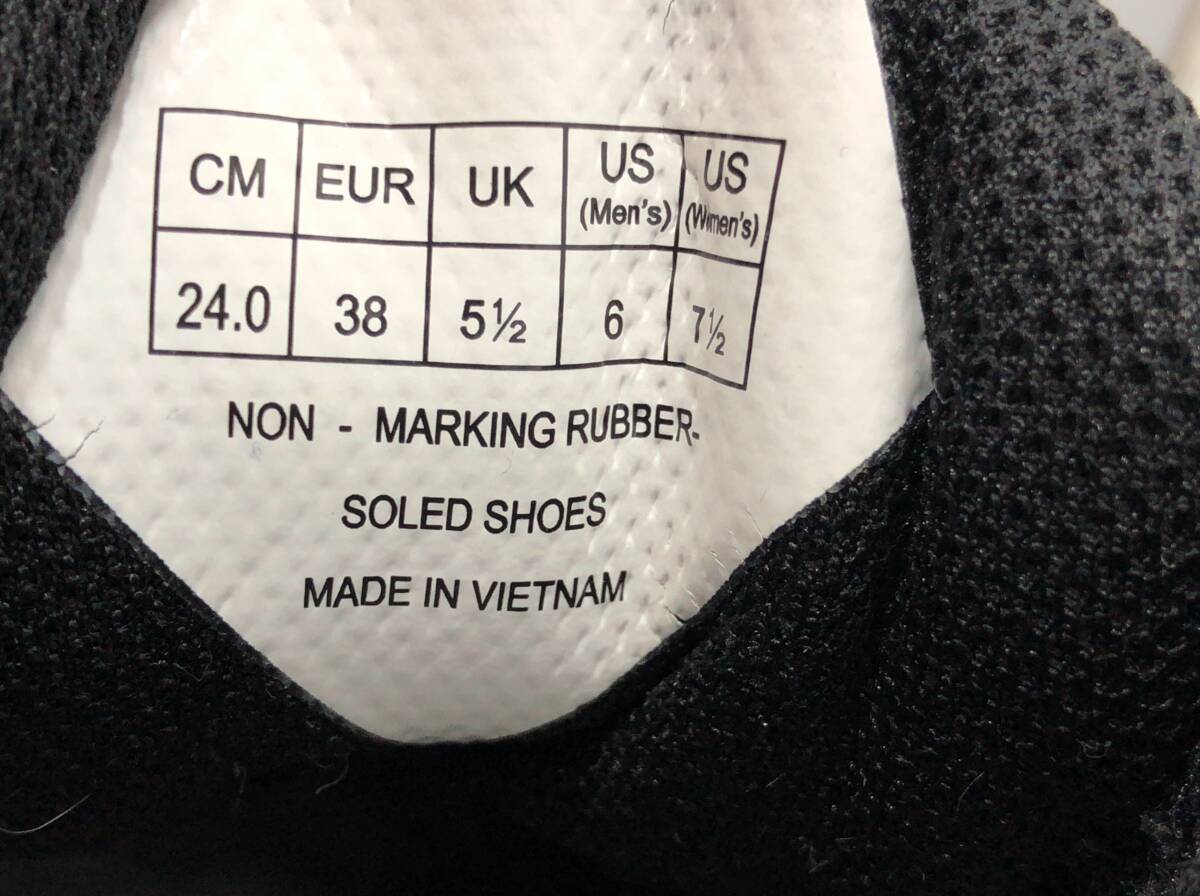 CM EUR UK US (Men's) US (Women's)
24.0 38 5½ 6 7½
NON - MARKING RUBBER-
SOLED SHOES
MADE IN VIETNAM